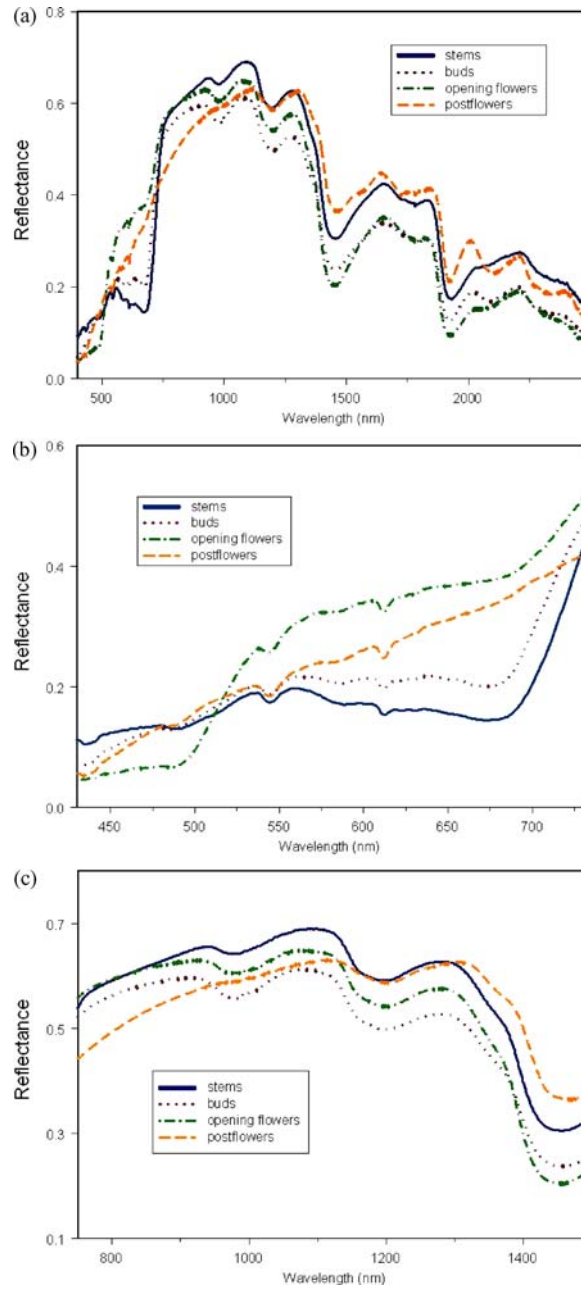 (a)
0.8
0.6
0.4
0.2
0.0
Reflectance
stems
buds
opening flowers
postflowers
500
1000
1500
2000
Wavelength (nm)
(b)
0.6
0.4
0.2
0.0
Reflectance
stems
buds
opening flowers
postflowers
450
500
550
600
650
700
Wavelength (nm)
(c)
0.7
0.5
0.3
0.1
Reflectance
stems
buds
opening flowers
postflowers
800
1000
1200
1400
Wavelength (nm)